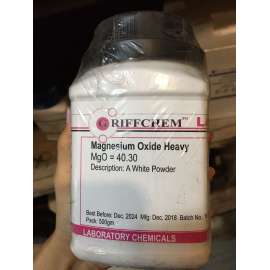 GRIFFCHEM™ L
Magnesium Oxide Heavy
MgO = 40.30
Description: A White Powder
Best Before: Dec, 2024 Mfg: Dec, 2018 Batch No.:
Pack: 500gm
LABORATORY CHEMICALS